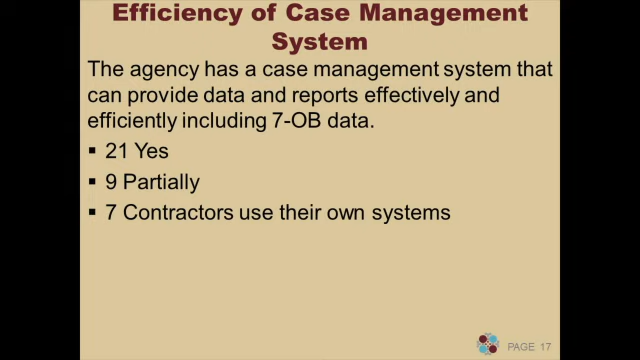 Efficiency of Case Management
System
The agency has a case management system that
can provide data and reports effectively and
efficiently including 7-OB data.
▪ 21 Yes
▪ 9 Partially
▪ 7 Contractors use their own systems
PAGE 17